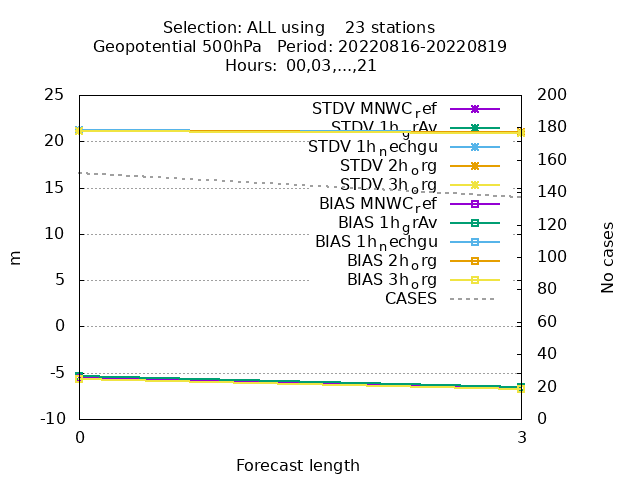 Selection: ALL using    23 stations
Geopotential 500hPa   Period: 20220816-20220819
Hours: 00,03,...,21
25
20
15
10
5
0
-5
-10
m
200
180
160
140
120
100
80
60
40
20
0
No cases
STDV MNWC_ref
STDV 1h_grAv
STDV 1h_nechgu
STDV 2h_org
STDV 3h_org
BIAS MNWC_ref
BIAS 1h_grAv
BIAS 1h_nechgu
BIAS 2h_org
BIAS 3h_org
CASES
0 3
Forecast length